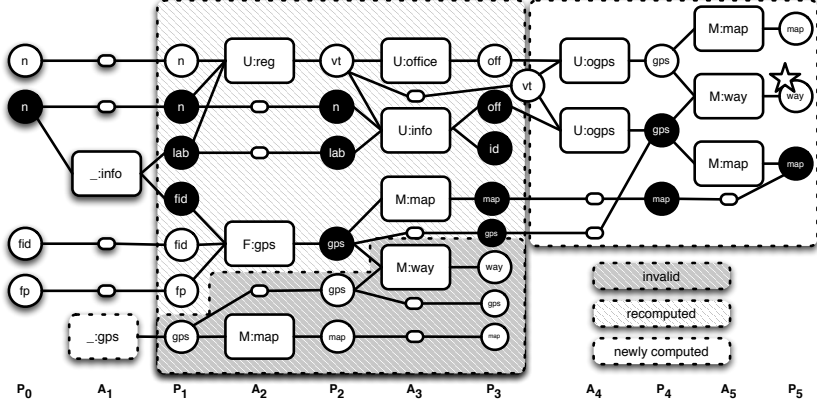 n n U:reg vt U:office off U:ogps gps M:map map
vt
n n n U:info off U:ogps gps M:way way
_:info lab lab id M:map map
fid M:map map map
fid fid F:gps gps gps
fp fp gps M:way way
gps
_:gps gps M:map map map
invalid
recomputed
newly computed
P0 A1 P1 A2 P2 A3 P3 A4 P4 A5 P5